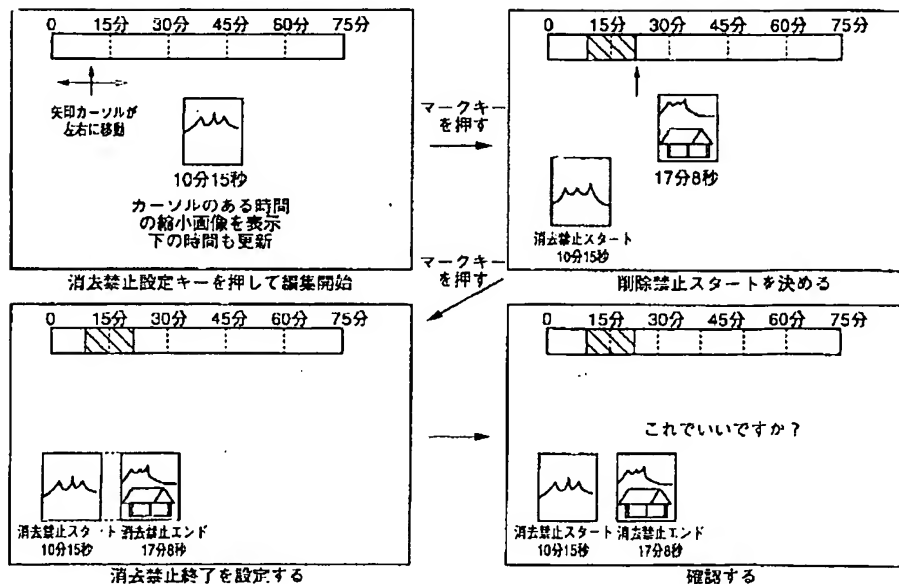 0 15分 30分 45分 60分 75分
矢印カーソルが
左右に移動
10分15秒
カーソルのある時間
の縮小画像を表示
下の時間も更新
消去禁止設定キーを押して編集開始
マークキー
を押す
0 15分 30分 45分 60分 75分
17分8秒
消去禁止スタート
10分15秒
削除禁止スタートを決める
マークキー
を押す
0 15分 30分 45分 60分 75分
消去禁止スタート 消去禁止エンド
10分15秒 17分8秒
消去禁止終了を設定する
0 15分 30分 45分 60分 75分
これでいいですか?
消去禁止スタート 消去禁止エンド
10分15秒 17分8秒
確認する